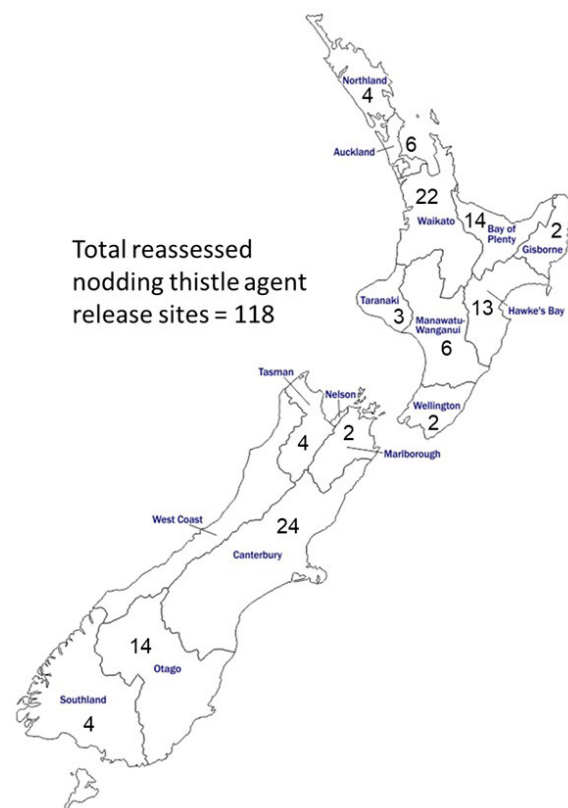 Northland
4
Auckland
6
22
Waikato
14
Bay of
Plenty
2
Gisborne
Total reassessed
nodding thistle agent
release sites = 118
Taranaki
3
Manawatu-
Wanganui
6
13
Hawke's Bay
Tasman
Nelson
Wellington
2
4
2
Marlborough
West Coast
24
Canterbury
14
Otago
Southland
4